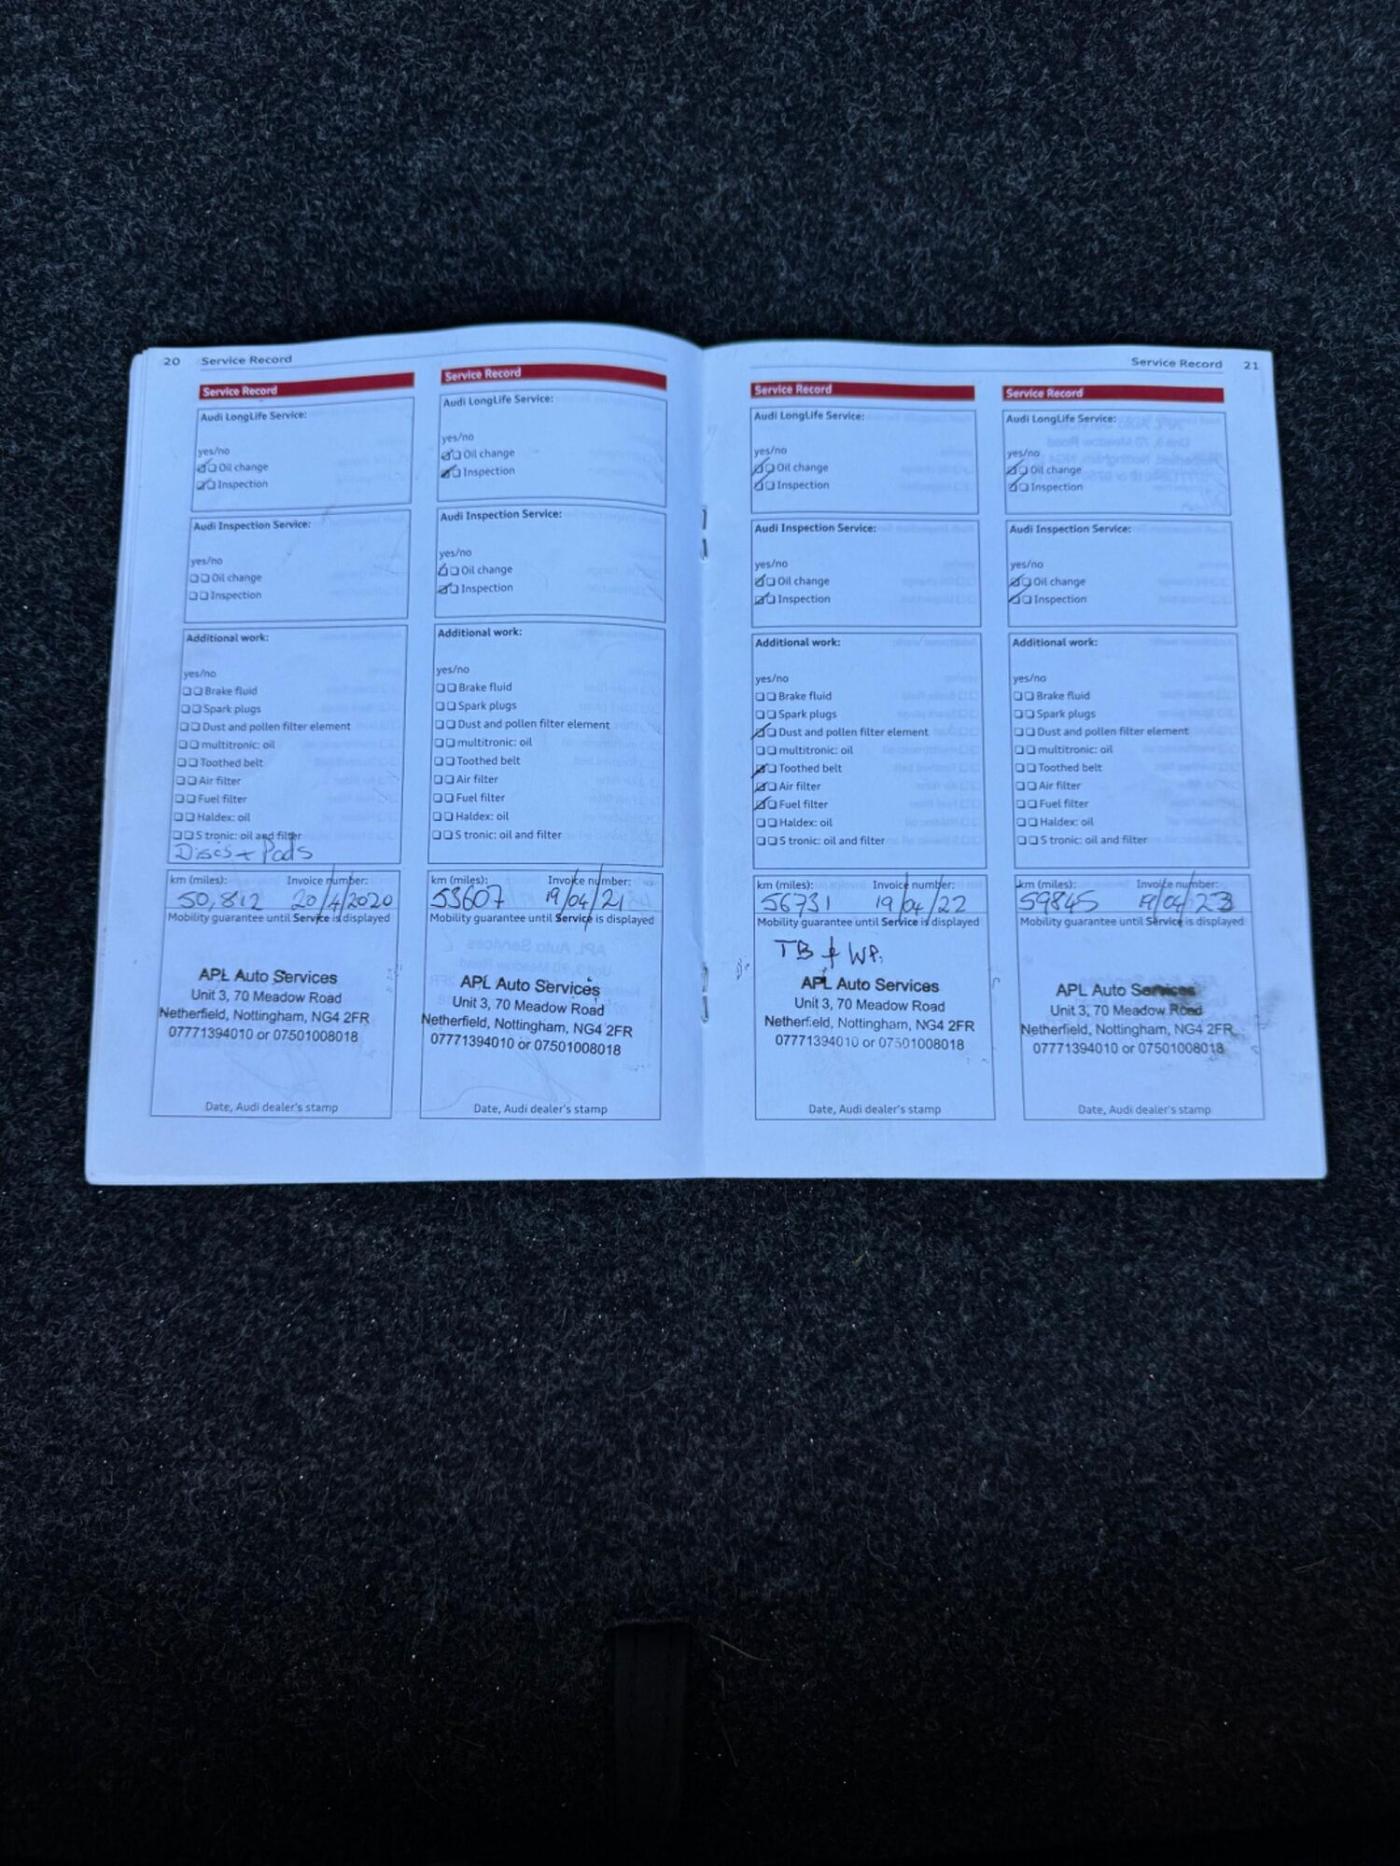 20 Service Record
Service Record
Audi LongLife Service:
yes/no
Oil change
Inspection
Audi Inspection Service:
yes/no
Oil change
Inspection
Additional work:
yes/no
Brake fluid
Spark plugs
Dust and pollen filter element
multitronic: oil
Toothed belt
Air filter
Fuel filter
Haldex: oil
S tronic: oil and filter
Discs + Pads
km (miles): Invoice number:
50,812 20/4/2020
Mobility guarantee until Service is displayed
APL Auto Services
Unit 3, 70 Meadow Road
Netherfield, Nottingham, NG4 2FR
07771394010 or 07501008018
Date, Audi dealer's stamp
Service Record
Audi LongLife Service:
yes/no
Oil change
Inspection
Audi Inspection Service:
yes/no
Oil change
Inspection
Additional work:
yes/no
Brake fluid
Spark plugs
Dust and pollen filter element
multitronic: oil
Toothed belt
Air filter
Fuel filter
Haldex: oil
S tronic: oil and filter
km (miles): Invoice number:
53607 19/04/21
Mobility guarantee until Service is displayed
APL Auto Services
Unit 3, 70 Meadow Road
Netherfield, Nottingham, NG4 2FR
07771394010 or 07501008018
Date, Audi dealer's stamp
Service Record 21
Service Record
Audi LongLife Service:
yes/no
Oil change
Inspection
Audi Inspection Service:
yes/no
Oil change
Inspection
Additional work:
yes/no
Brake fluid
Spark plugs
Dust and pollen filter element
multitronic: oil
Toothed belt
Air filter
Fuel filter
Haldex: oil
S tronic: oil and filter
km (miles): Invoice number:
56731 19/04/22
Mobility guarantee until Service is displayed
TB & WP.
APL Auto Services
Unit 3, 70 Meadow Road
Netherfield, Nottingham, NG4 2FR
07771394010 or 07501008018
Date, Audi dealer's stamp
Service Record
Audi LongLife Service:
yes/no
Oil change
Inspection
Audi Inspection Service:
yes/no
Oil change
Inspection
Additional work:
yes/no
Brake fluid
Spark plugs
Dust and pollen filter element
multitronic: oil
Toothed belt
Air filter
Fuel filter
Haldex: oil
S tronic: oil and filter
km (miles): Invoice number:
59845 19/04/23
Mobility guarantee until Service is displayed
APL Auto Services
Unit 3, 70 Meadow Road
Netherfield, Nottingham, NG4 2FR
07771394010 or 07501008018
Date, Audi dealer's stamp